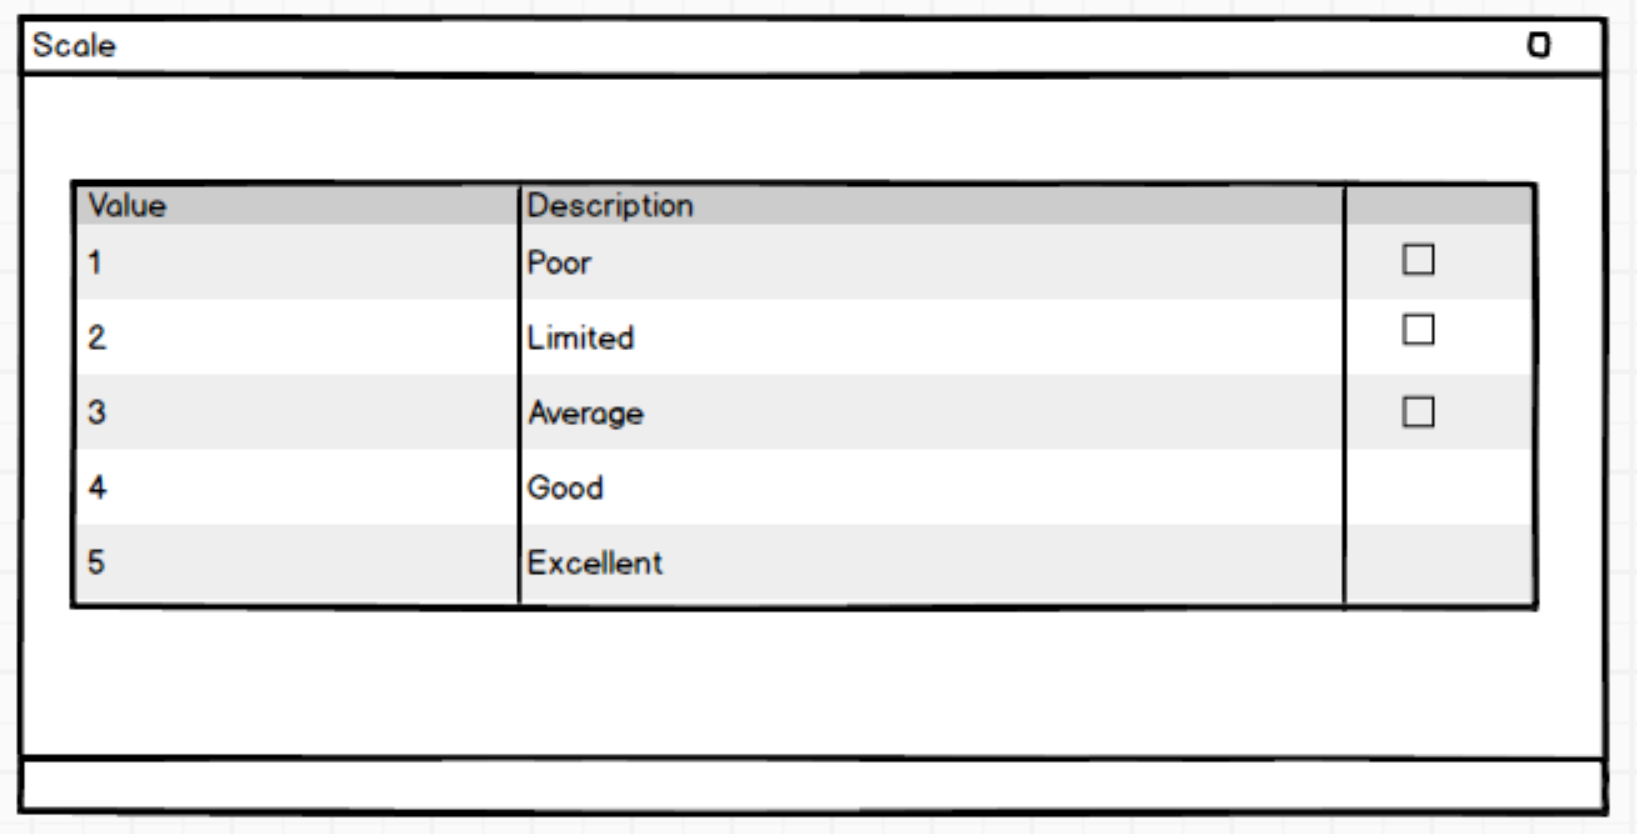 Scale
Value Description
1 Poor
2 Limited
3 Average
4 Good
5 Excellent